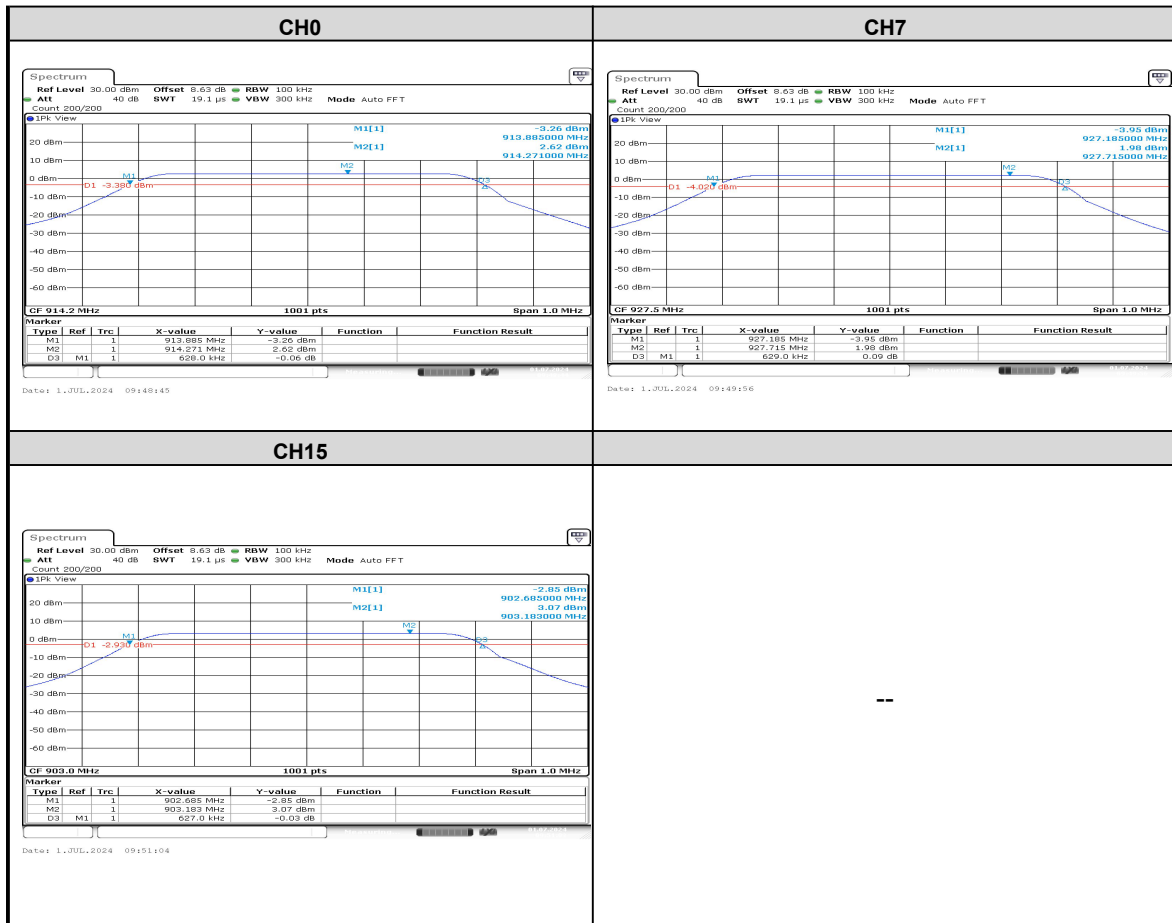 CH0
Spectrum
Ref Level 30.00 dBm Offset 8.63 dB RBW 100 kHz
Att 40 dB SWT 19.1 µs VBW 300 kHz Mode Auto FFT
Count 200/200
1Pk View
M1[1] -3.26 dBm
913.885000 MHz
M2[1] 2.62 dBm
914.271000 MHz
20 dBm
10 dBm
M2
0 dBm
M1
D3
D1 -3.380 dBm
-10 dBm
-20 dBm
-30 dBm
-40 dBm
-50 dBm
-60 dBm
CF 914.2 MHz 1001 pts Span 1.0 MHz
Marker
Type Ref Trc X-value Y-value Function Function Result
M1 1 913.885 MHz -3.26 dBm
M2 1 914.271 MHz 2.62 dBm
D3 M1 1 628.0 kHz -0.06 dB
Date: 1.JUL.2024 09:48:45
CH7
Spectrum
Ref Level 30.00 dBm Offset 8.63 dB RBW 100 kHz
Att 40 dB SWT 19.1 µs VBW 300 kHz Mode Auto FFT
Count 200/200
1Pk View
M1[1] -3.95 dBm
927.185000 MHz
M2[1] 1.98 dBm
927.715000 MHz
20 dBm
10 dBm
M2
0 dBm
M1
D3
D1 -4.020 dBm
-10 dBm
-20 dBm
-30 dBm
-40 dBm
-50 dBm
-60 dBm
CF 927.5 MHz 1001 pts Span 1.0 MHz
Marker
Type Ref Trc X-value Y-value Function Function Result
M1 1 927.185 MHz -3.95 dBm
M2 1 927.715 MHz 1.98 dBm
D3 M1 1 629.0 kHz 0.09 dB
Date: 1.JUL.2024 09:49:56
CH15
Spectrum
Ref Level 30.00 dBm Offset 8.63 dB RBW 100 kHz
Att 40 dB SWT 19.1 µs VBW 300 kHz Mode Auto FFT
Count 200/200
1Pk View
M1[1] -2.85 dBm
902.685000 MHz
M2[1] 3.07 dBm
903.183000 MHz
20 dBm
10 dBm
M2
0 dBm
M1
D3
D1 -2.930 dBm
-10 dBm
-20 dBm
-30 dBm
-40 dBm
-50 dBm
-60 dBm
CF 903.0 MHz 1001 pts Span 1.0 MHz
Marker
Type Ref Trc X-value Y-value Function Function Result
M1 1 902.685 MHz -2.85 dBm
M2 1 903.183 MHz 3.07 dBm
D3 M1 1 627.0 kHz -0.03 dB
Date: 1.JUL.2024 09:51:04
--